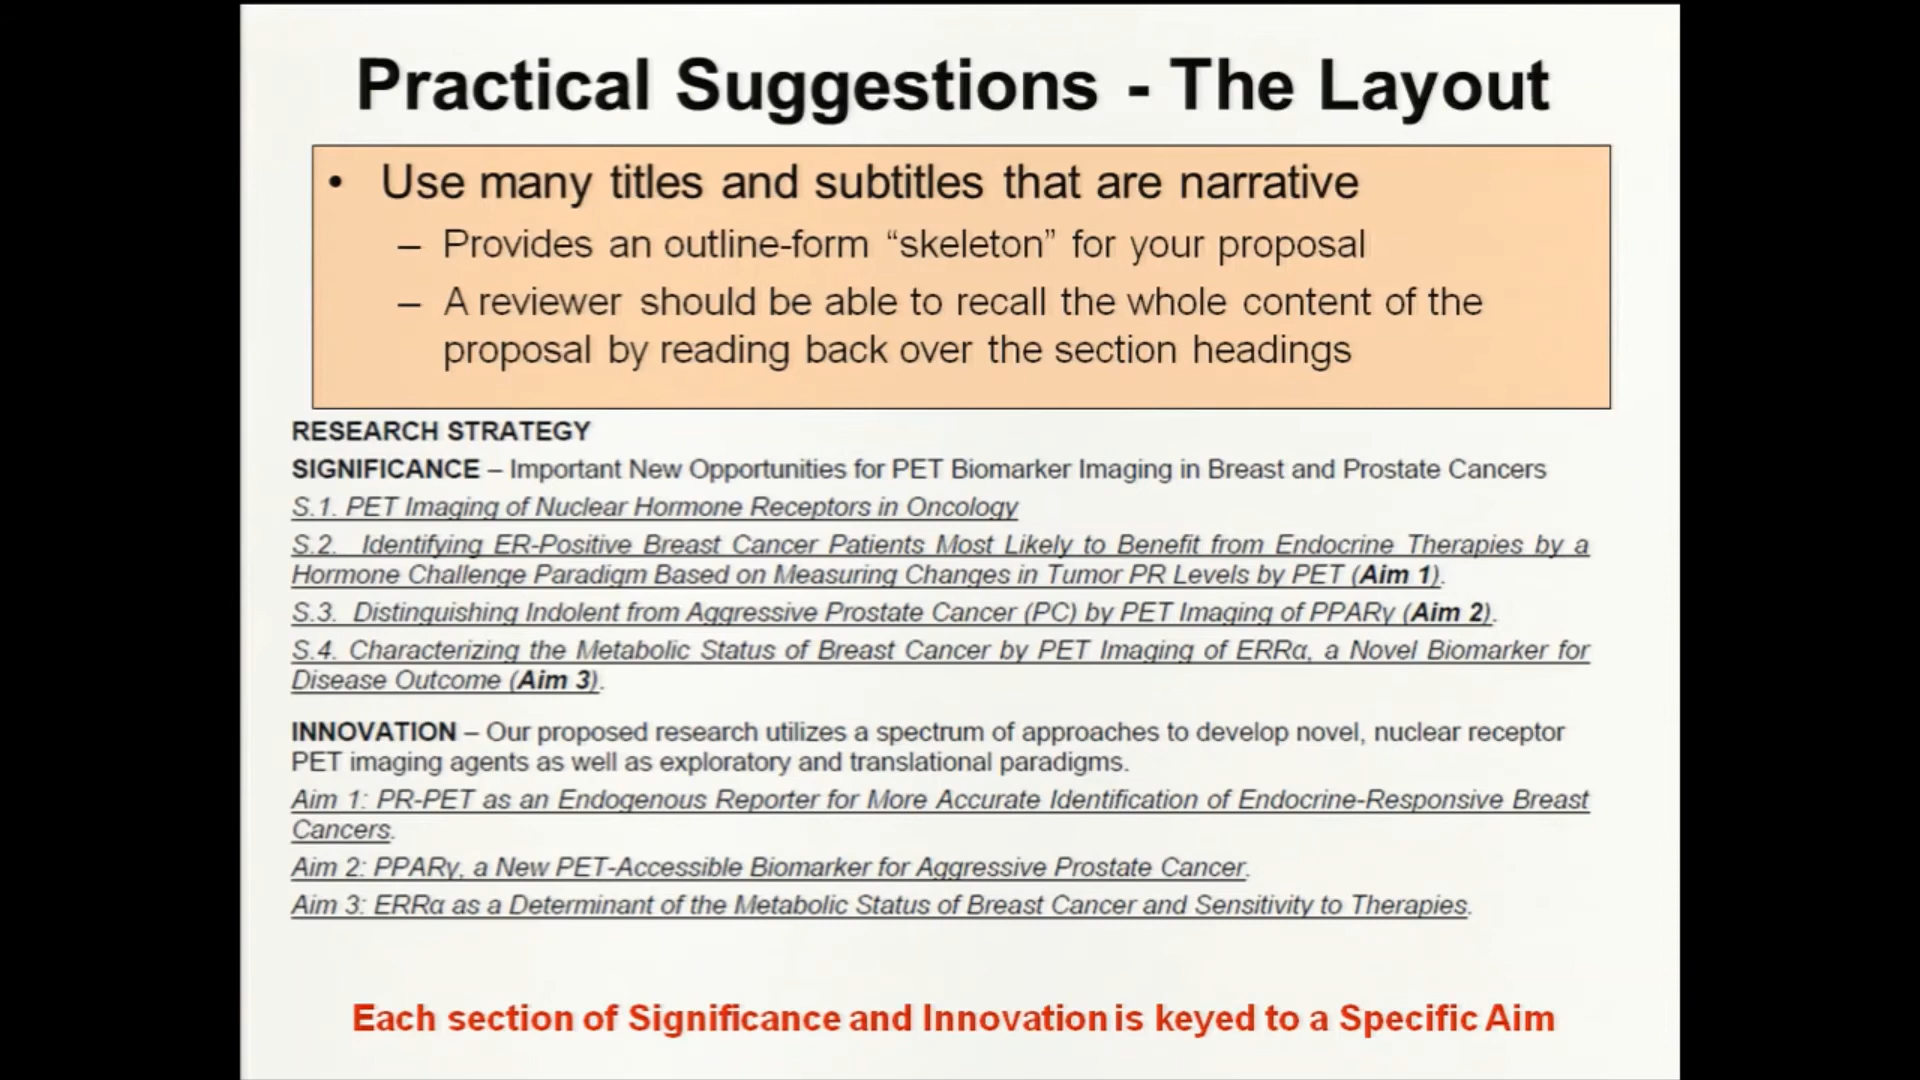 Practical Suggestions - The Layout
• Use many titles and subtitles that are narrative
– Provides an outline-form “skeleton” for your proposal
– A reviewer should be able to recall the whole content of the
proposal by reading back over the section headings
RESEARCH STRATEGY
SIGNIFICANCE – Important New Opportunities for PET Biomarker Imaging in Breast and Prostate Cancers
S.1. PET Imaging of Nuclear Hormone Receptors in Oncology
S.2. Identifying ER-Positive Breast Cancer Patients Most Likely to Benefit from Endocrine Therapies by a
Hormone Challenge Paradigm Based on Measuring Changes in Tumor PR Levels by PET (Aim 1).
S.3. Distinguishing Indolent from Aggressive Prostate Cancer (PC) by PET Imaging of PPARγ (Aim 2).
S.4. Characterizing the Metabolic Status of Breast Cancer by PET Imaging of ERRα, a Novel Biomarker for
Disease Outcome (Aim 3).
INNOVATION – Our proposed research utilizes a spectrum of approaches to develop novel, nuclear receptor
PET imaging agents as well as exploratory and translational paradigms.
Aim 1: PR-PET as an Endogenous Reporter for More Accurate Identification of Endocrine-Responsive Breast
Cancers.
Aim 2: PPARγ, a New PET-Accessible Biomarker for Aggressive Prostate Cancer.
Aim 3: ERRα as a Determinant of the Metabolic Status of Breast Cancer and Sensitivity to Therapies.
Each section of Significance and Innovation is keyed to a Specific Aim